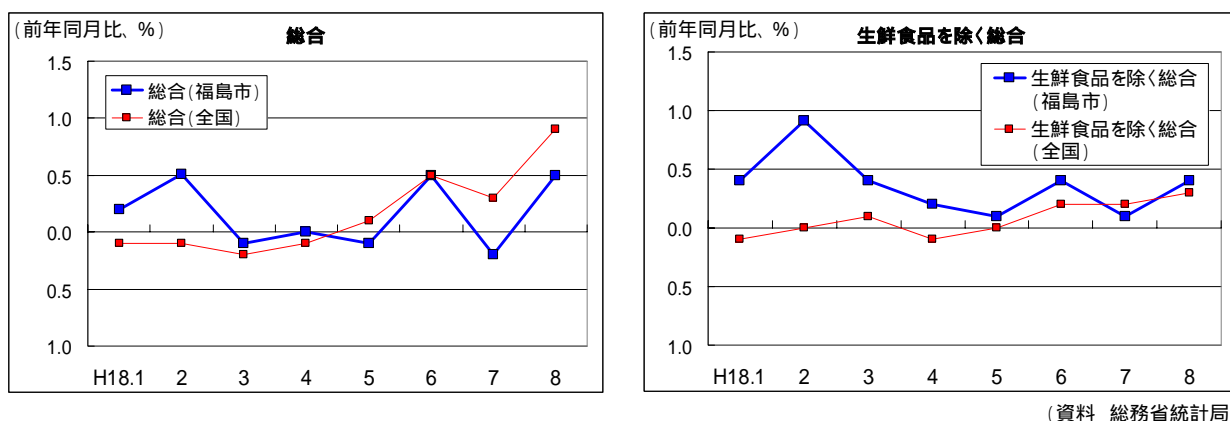 (前年同月比、%)
総合
1.5
1.0
0.5
0.0
0.5
1.0
総合(福島市)
総合(全国)
H18.1 2 3 4 5 6 7 8
(前年同月比、%)
生鮮食品を除く総合
1.5
1.0
0.5
0.0
0.5
1.0
生鮮食品を除く総合
(福島市)
生鮮食品を除く総合
(全国)
H18.1 2 3 4 5 6 7 8
(資料 総務省統計局